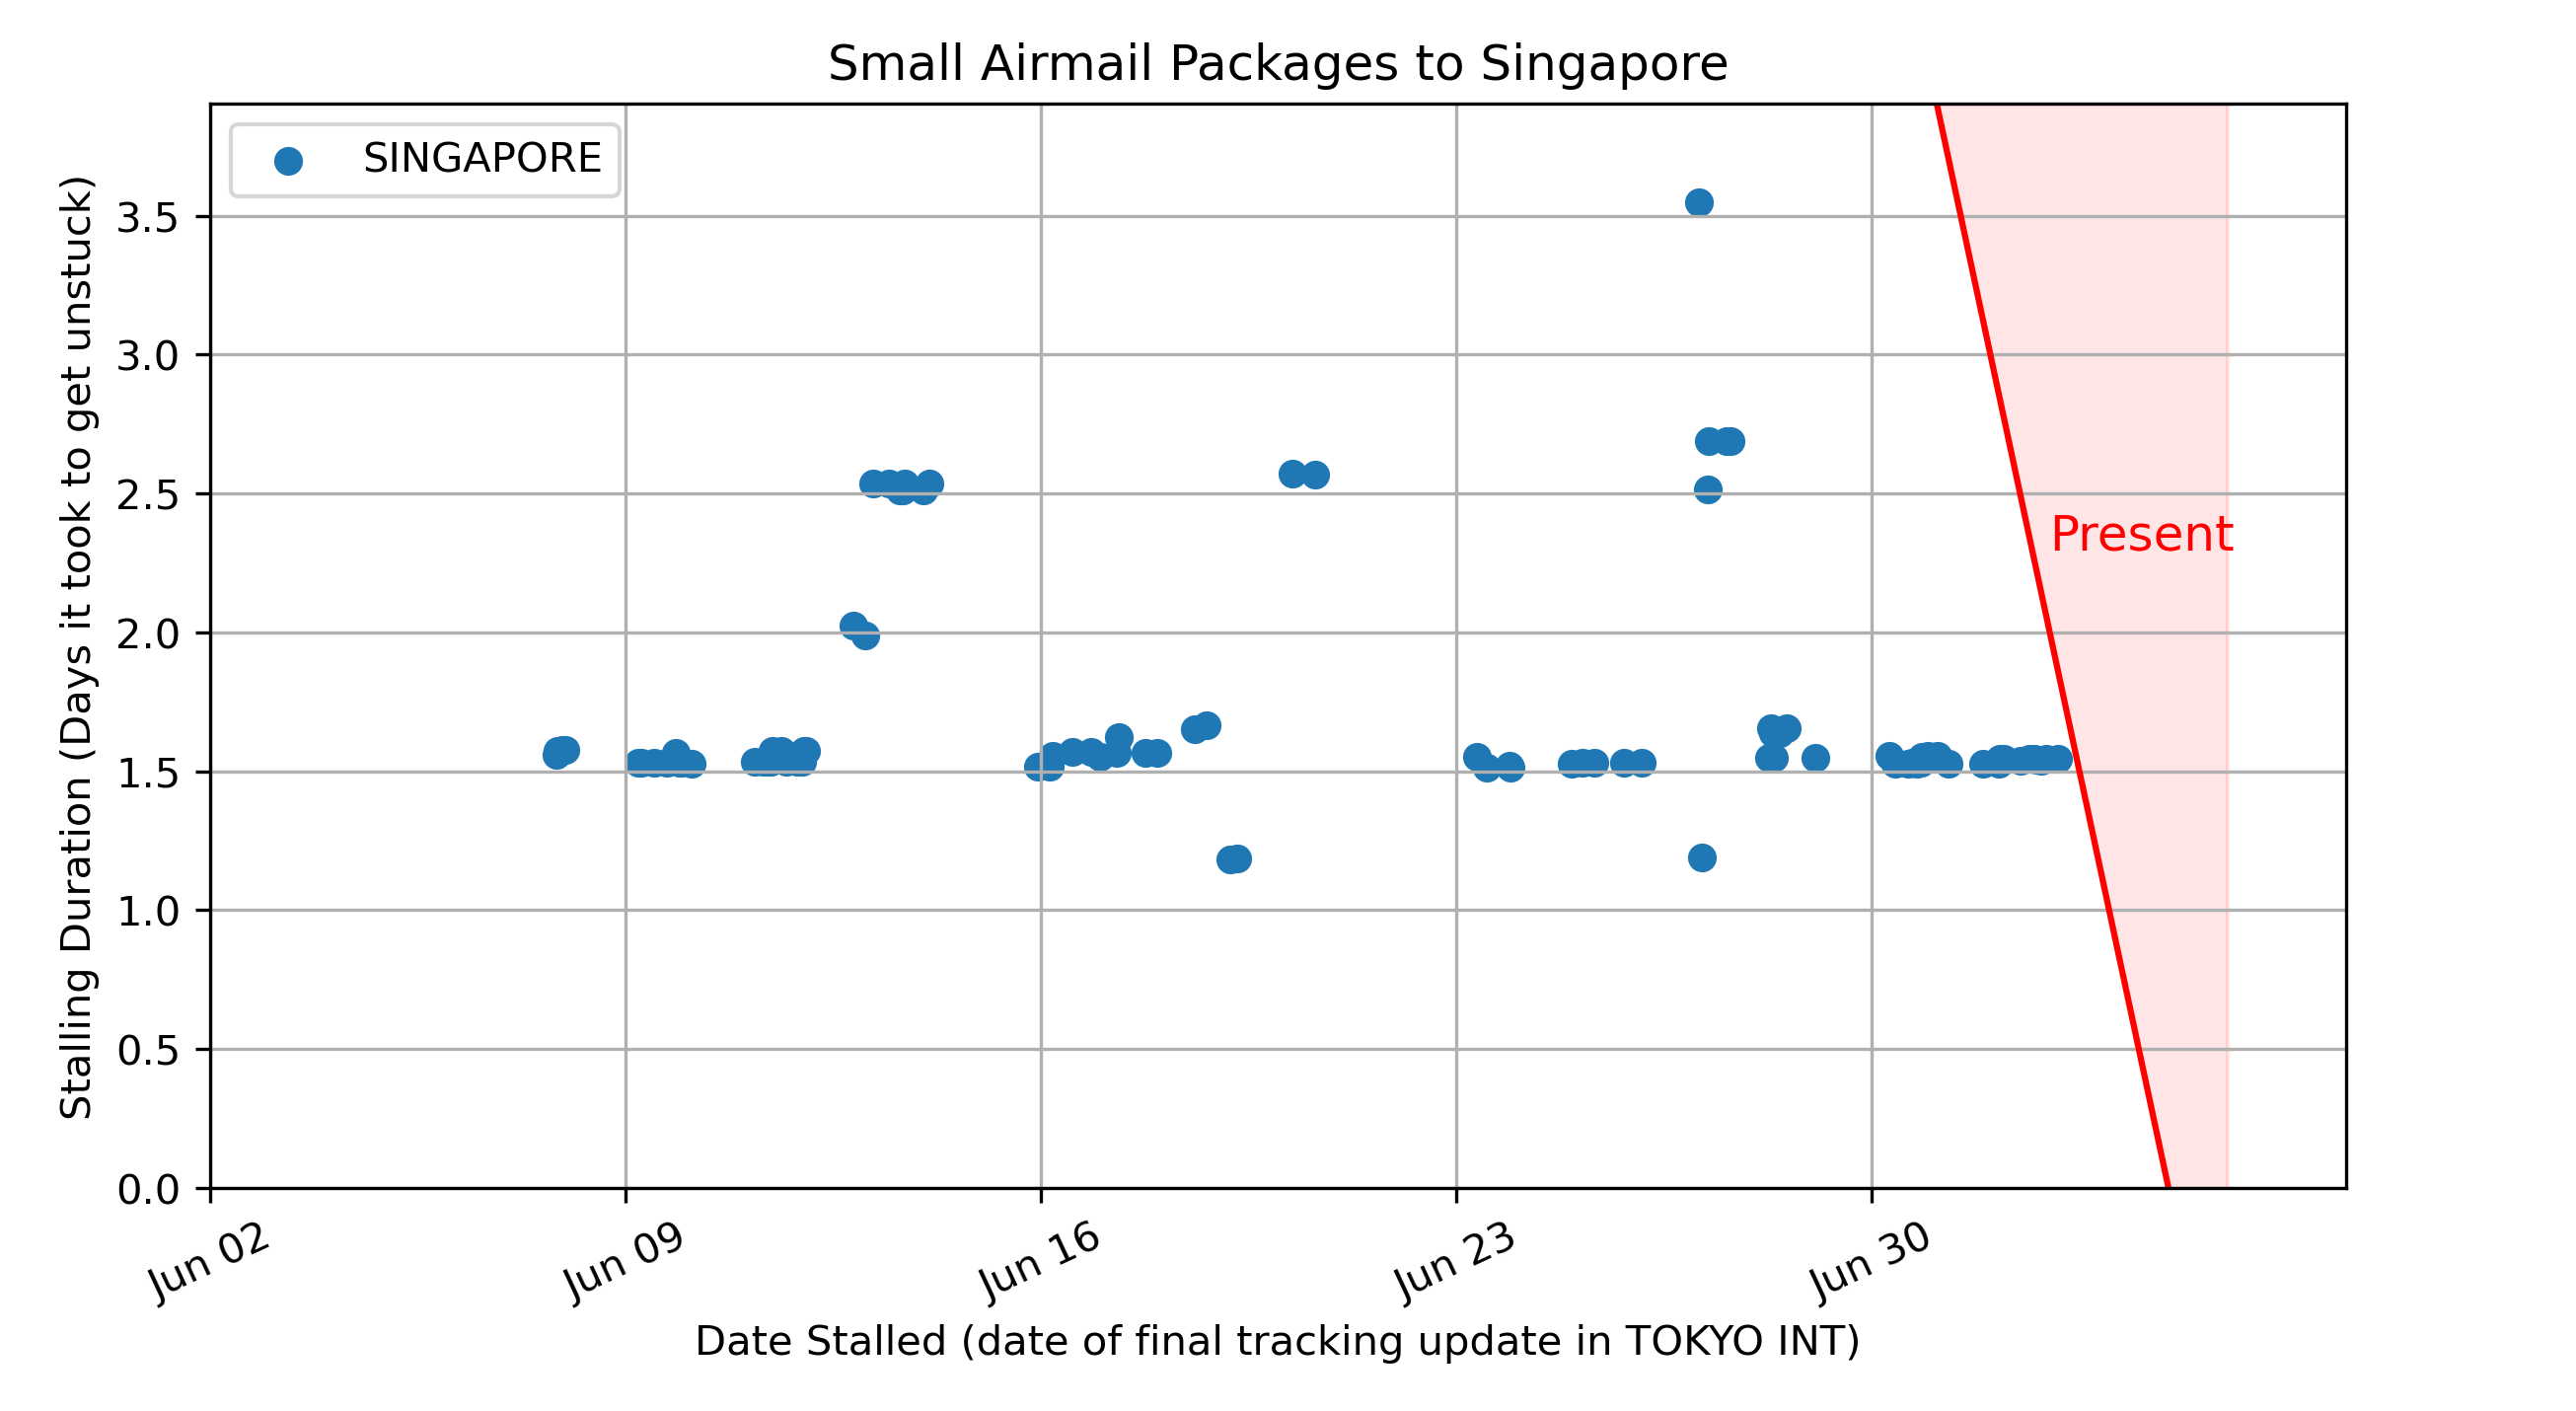 Small Airmail Packages to Singapore
SINGAPORE
Stalling Duration (Days it took to get unstuck)
3.5
3.0
2.5
2.0
1.5
1.0
0.5
0.0
Present
Jun 02
Jun 09
Jun 16
Jun 23
Jun 30
Date Stalled (date of final tracking update in TOKYO INT)